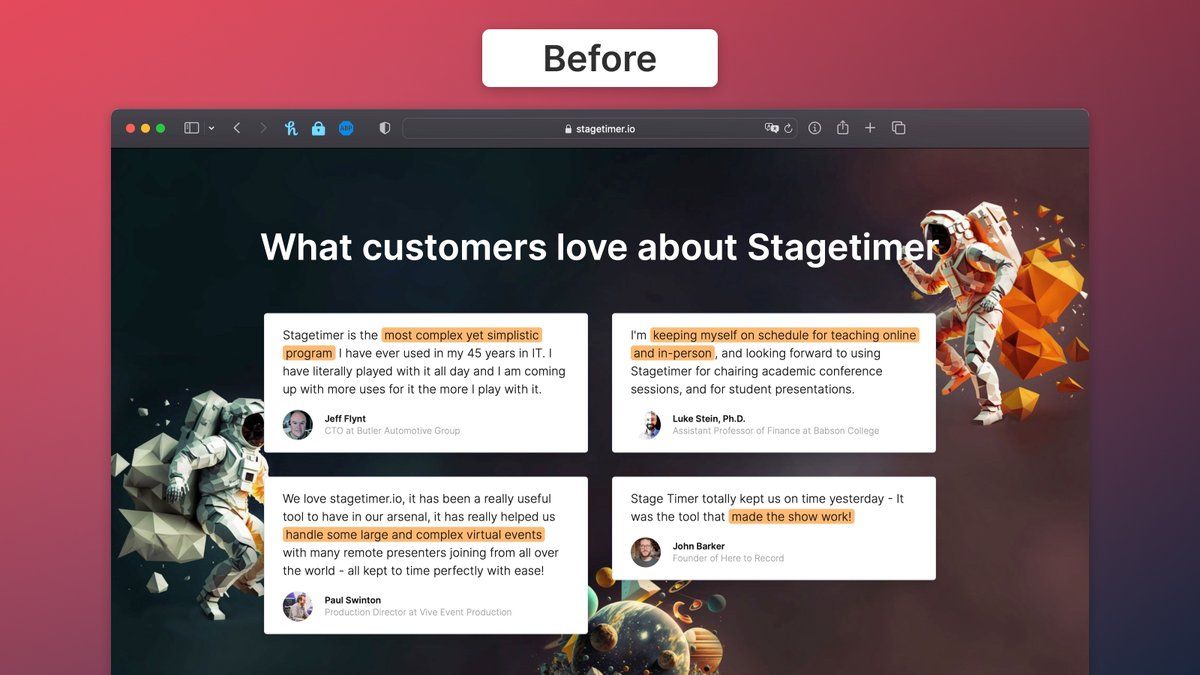 Before
ABP
stagetimer.io
What customers love about Stagetimer
Stagetimer is the most complex yet simplistic
program I have ever used in my 45 years in IT. I
have literally played with it all day and I am coming
up with more uses for it the more I play with it.
Jeff Flynt
CTO at Butler Automotive Group
I'm keeping myself on schedule for teaching online
and in-person, and looking forward to using
Stagetimer for chairing academic conference
sessions, and for student presentations.
Luke Stein, Ph.D.
Assistant Professor of Finance at Babson College
We love stagetimer.io, it has been a really useful
tool to have in our arsenal, it has really helped us
handle some large and complex virtual events
with many remote presenters joining from all over
the world - all kept to time perfectly with ease!
Paul Swinton
Production Director at Vive Event Production
Stage Timer totally kept us on time yesterday - It
was the tool that made the show work!
John Barker
Founder of Here to Record